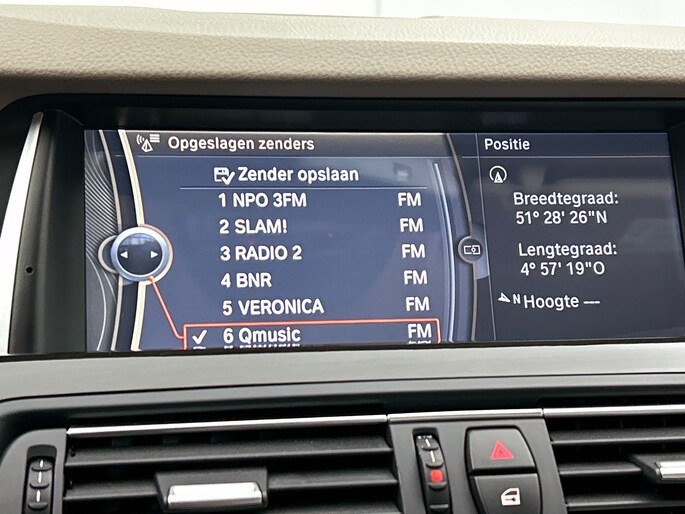 Opgeslagen zenders
Zender opslaan
1 NPO 3FM FM
2 SLAM! FM
3 RADIO 2 FM
4 BNR FM
5 VERONICA FM
6 Qmusic FM
Positie
Breedtegraad:
51° 28' 26"N
Lengtegraad:
4° 57' 19"O
N Hoogte ---